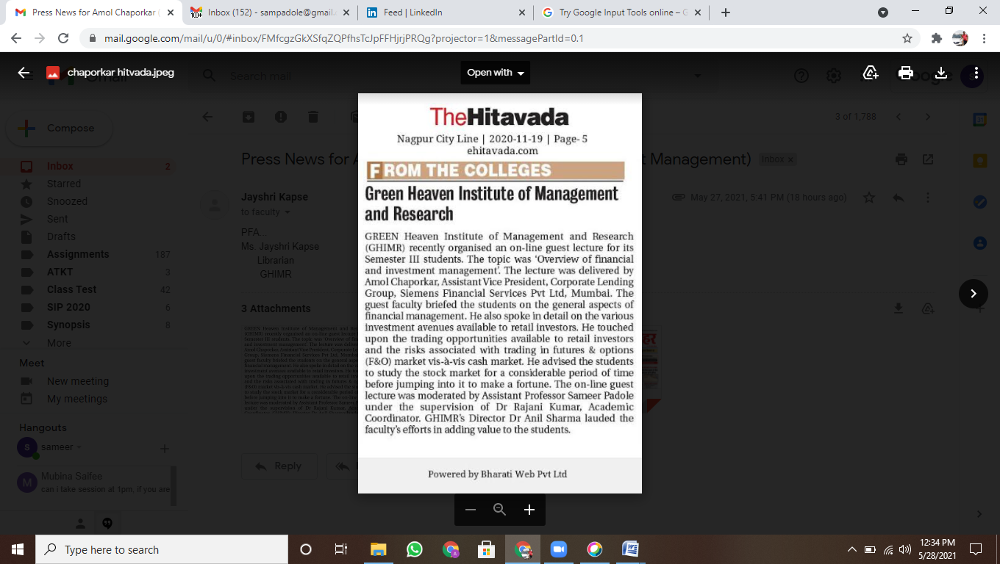 Press News for Amol Chaporkar (
Inbox (152) - sampadole@gmail.
Feed | LinkedIn
Try Google Input Tools online – G
mail.google.com/mail/u/0/#inbox/FMfcgzGkXSfqZQPfhsTcJpFFHjrjPRQg?projector=1&messagePartId=0.1
chaporkar hitvada.jpeg
Search mail
Open with
Compose
3 of 1,788
Inbox 2
Starred
Snoozed
Sent
Drafts
Assignments 187
ATKT 3
Class Test 42
SIP 2020 6
Synopsis 8
More
Meet
New meeting
My meetings
Hangouts
sameer
Mubina Saifee
can i take session at 1pm, if you are
Press News for
t Management)
Inbox
Jayshri Kapse
to faculty
May 27, 2021, 5:41 PM (18 hours ago)
PFA...
Ms. Jayshri Kapse
Librarian
GHIMR
3 Attachments
Reply
TheHitavada
Nagpur City Line | 2020-11-19 | Page- 5
ehitavada.com
FROM THE COLLEGES
Green Heaven Institute of Management
and Research
GREEN Heaven Institute of Management and Research
(GHIMR) recently organised an on-line guest lecture for its
Semester III students. The topic was ‘Overview of financial
and investment management’. The lecture was delivered by
Amol Chaporkar, Assistant Vice President, Corporate Lending
Group, Siemens Financial Services Pvt Ltd, Mumbai. The
guest faculty briefed the students on the general aspects of
financial management. He also spoke in detail on the various
investment avenues available to retail investors. He touched
upon the trading opportunities available to retail investors
and the risks associated with trading in futures & options
(F&O) market vis-à-vis cash market. He advised the students
to study the stock market for a considerable period of time
before jumping into it to make a fortune. The on-line guest
lecture was moderated by Assistant Professor Sameer Padole
under the supervision of Dr Rajani Kumar, Academic
Coordinator. GHIMR's Director Dr Anil Sharma lauded the
faculty's efforts in adding value to the students.
Powered by Bharati Web Pvt Ltd
Type here to search
12:34 PM
5/28/2021